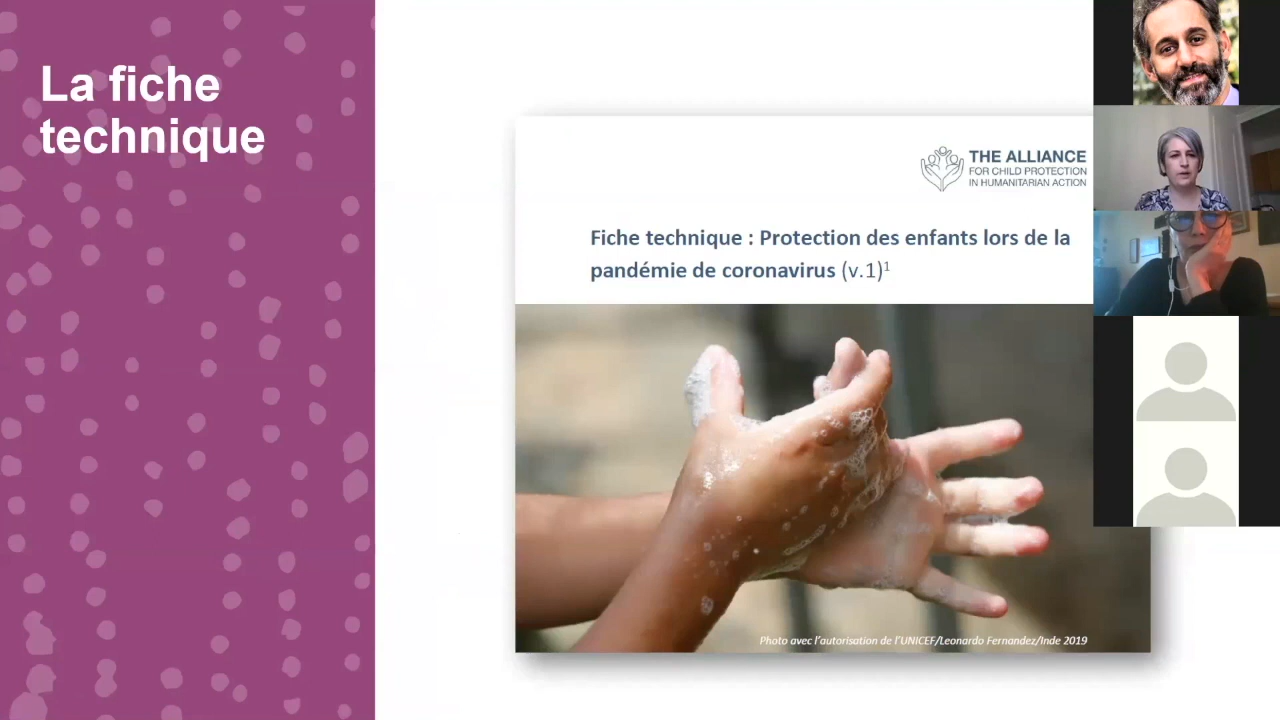 La fiche
technique
THE ALLIANCE
FOR CHILD PROTECTION
IN HUMANITARIAN ACTION
Fiche technique : Protection des enfants lors de la
pandémie de coronavirus (v.1)¹
Photo avec l'autorisation de l'UNICEF/Leonardo Fernandez/Inde 2019